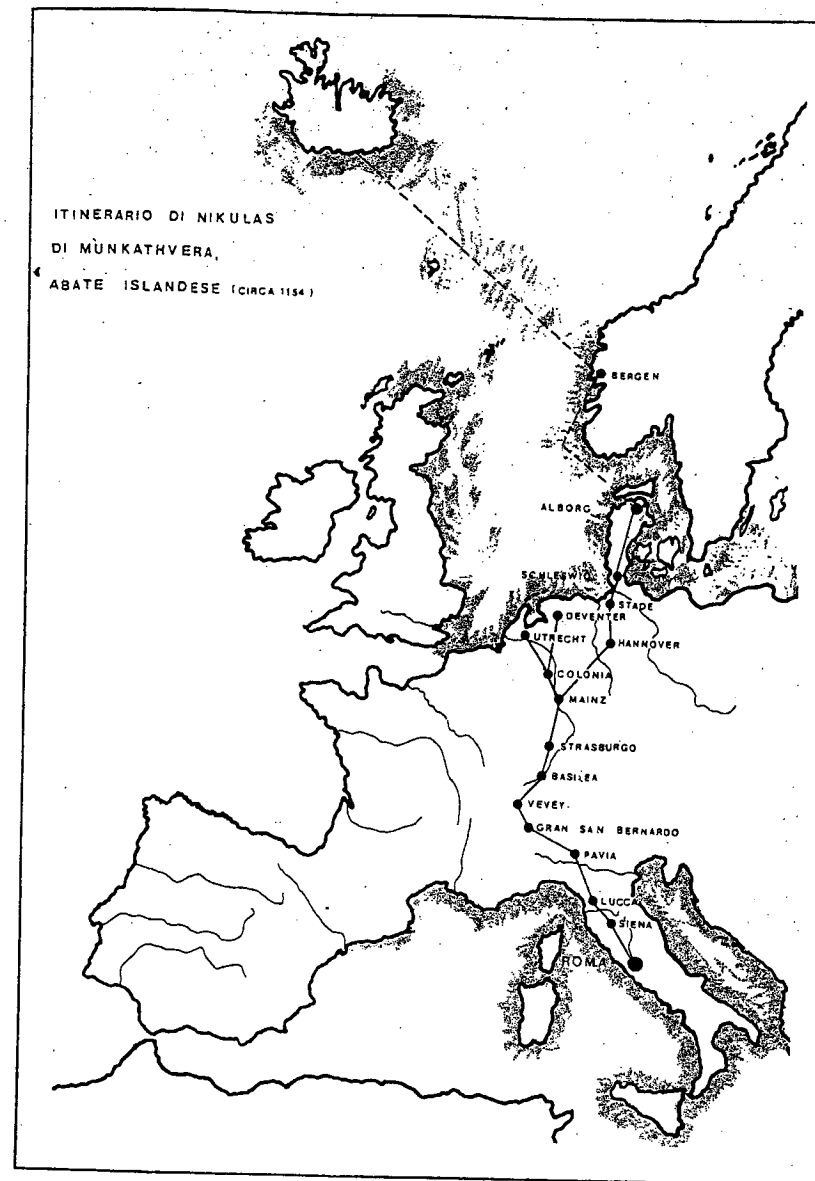 ITINERARIO DI NIKULAS
DI MUNKATHVERA,
ABATE ISLANDESE (CIRCA 1154)
BERGEN
ALBORG
SCHLESWIG
STADE
DEVENTER
UTRECHT
HANNOVER
COLONIA
MAINZ
STRASBURGO
BASILEA
VEVEY
GRAN SAN BERNARDO
PAVIA
LUCCA
SIENA
ROMA